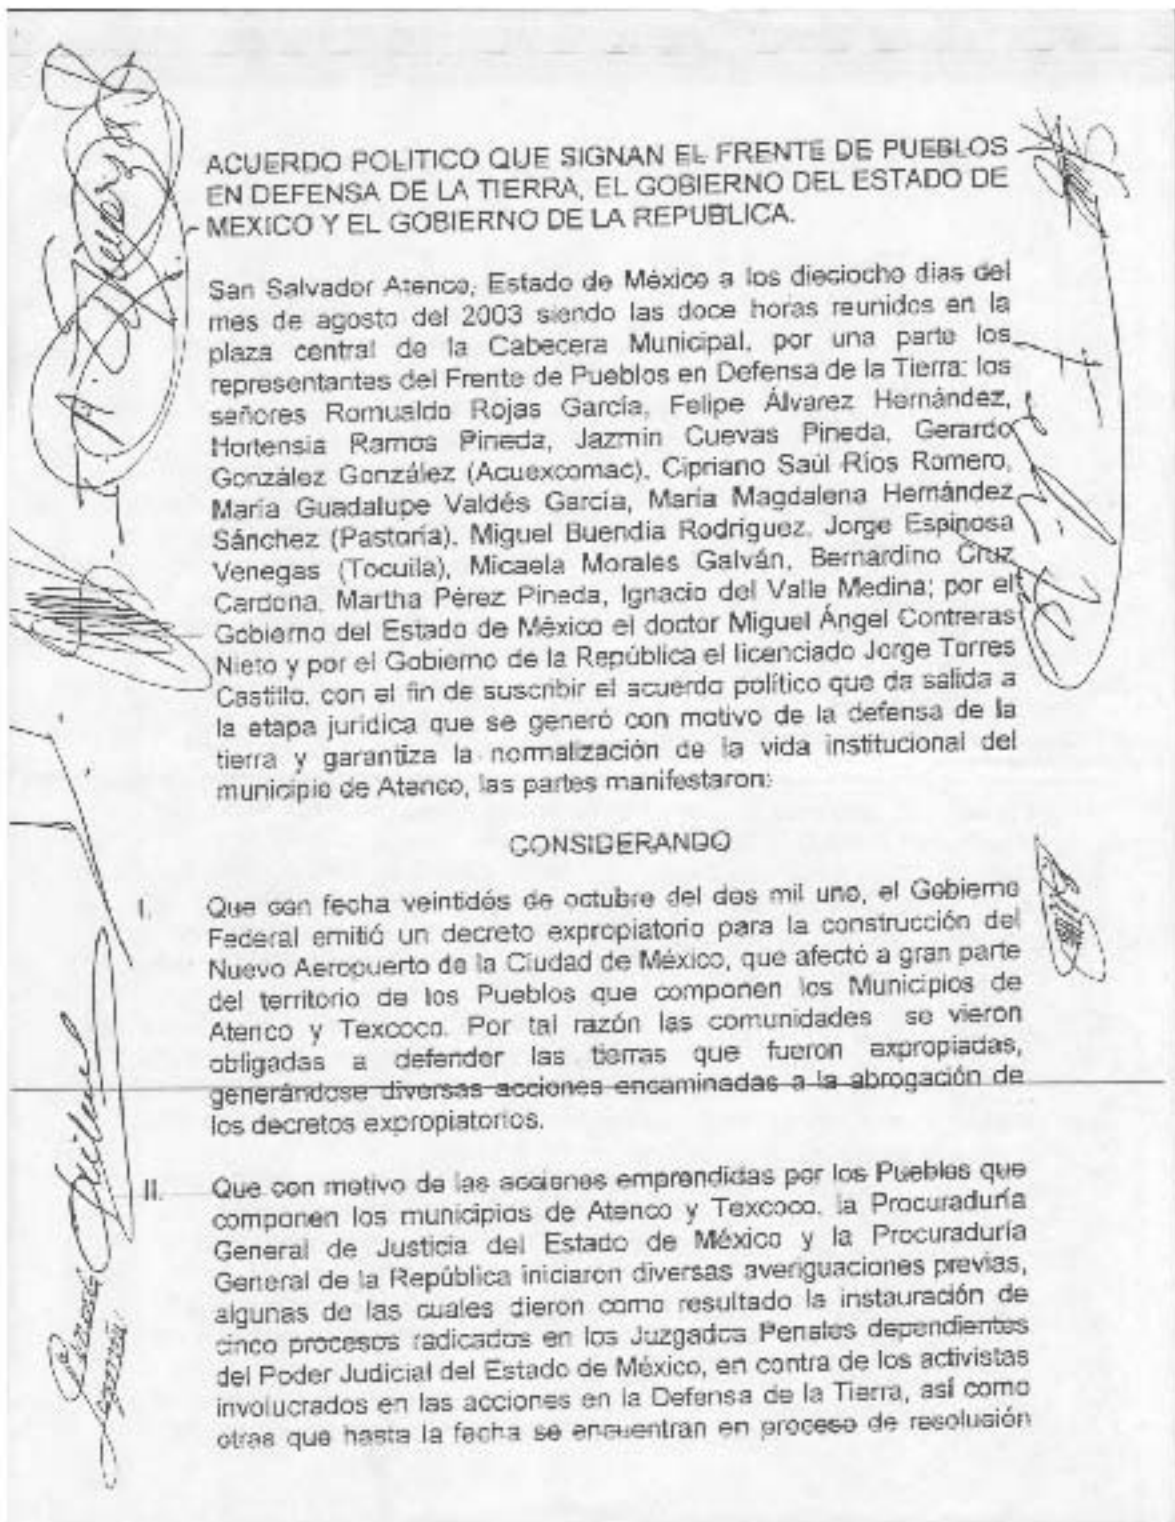 ACUERDO POLITICO QUE SIGNAN EL FRENTE DE PUEBLOS
EN DEFENSA DE LA TIERRA, EL GOBIERNO DEL ESTADO DE
MEXICO Y EL GOBIERNO DE LA REPUBLICA.
San Salvador Atenco, Estado de México a los dieciocho dias del
mes de agosto del 2003 siendo las doce horas reunidos en la
plaza central de la Cabecera Municipal, por una parte los
representantes del Frente de Pueblos en Defensa de la Tierra: los
señores Romualdo Rojas García, Felipe Álvarez Hernández,
Hortensia Ramos Pineda, Jazmin Cuevas Pineda, Gerardo
González González (Acuexcomac), Cipriano Saúl Ríos Romero,
María Guadalupe Valdés García, María Magdalena Hernández
Sánchez (Pastoría), Miguel Buendia Rodríguez, Jorge Espinosa
Venegas (Tocuila), Micaela Morales Galván, Bernardino Cruz
Cardona, Martha Pérez Pineda, Ignacio del Valle Medina; por el
Gobierno del Estado de México el doctor Miguel Ángel Contreras
Nieto y por el Gobierno de la República el licenciado Jorge Torres
Castillo, con el fin de suscribir el acuerdo político que da salida a
la etapa juridica que se generó con motivo de la defensa de la
tierra y garantiza la normalización de la vida institucional del
municipio de Atenco, las partes manifestaron:
CONSIDERANDO
I. Que con fecha veintidós de octubre del dos mil uno, el Gobierno
Federal emitió un decreto expropiatorio para la construcción del
Nuevo Aeropuerto de la Ciudad de México, que afectó a gran parte
del territorio de los Pueblos que componen los Municipios de
Atenco y Texcoco. Por tal razón las comunidades se vieron
obligadas a defender las tierras que fueron expropiadas,
generándose diversas acciones encaminadas a la abrogación de
los decretos expropiatorios.
II. Que con motivo de las acciones emprendidas por los Pueblos que
componen los municipios de Atenco y Texcoco, la Procuraduría
General de Justicia del Estado de México y la Procuraduría
General de la República iniciaron diversas averiguaciones previas,
algunas de las cuales dieron como resultado la instauración de
cinco procesos radicados en los Juzgados Penales dependientes
del Poder Judicial del Estado de México, en contra de los activistas
involucrados en las acciones en la Defensa de la Tierra, así como
otras que hasta la fecha se encuentran en proceso de resolución